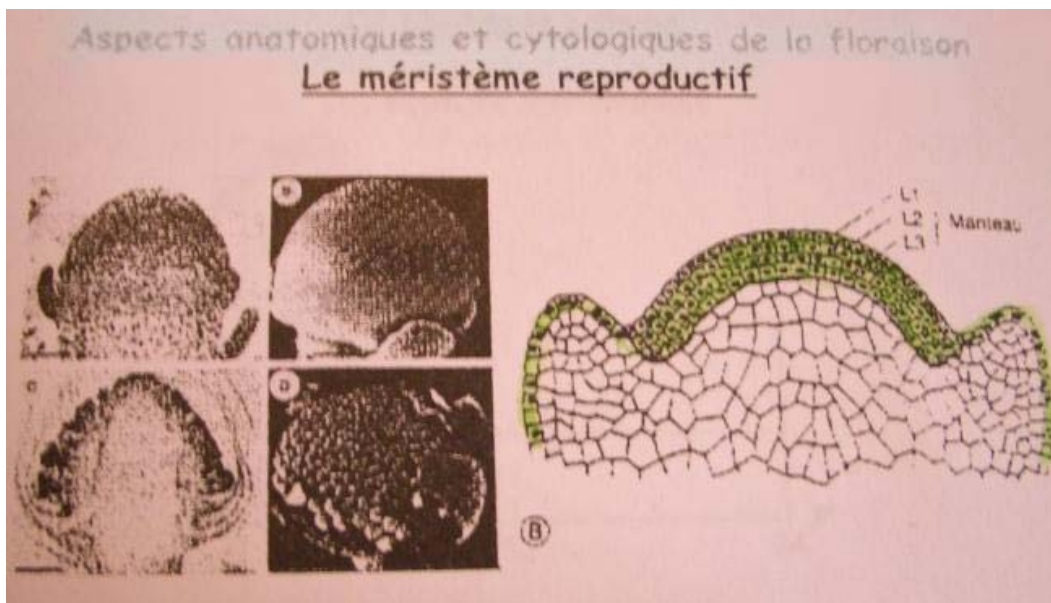 Aspects anatomiques et cytologiques de la floraison
Le méristème reproductif
L1
L2
L3
Manteau
C
D
B